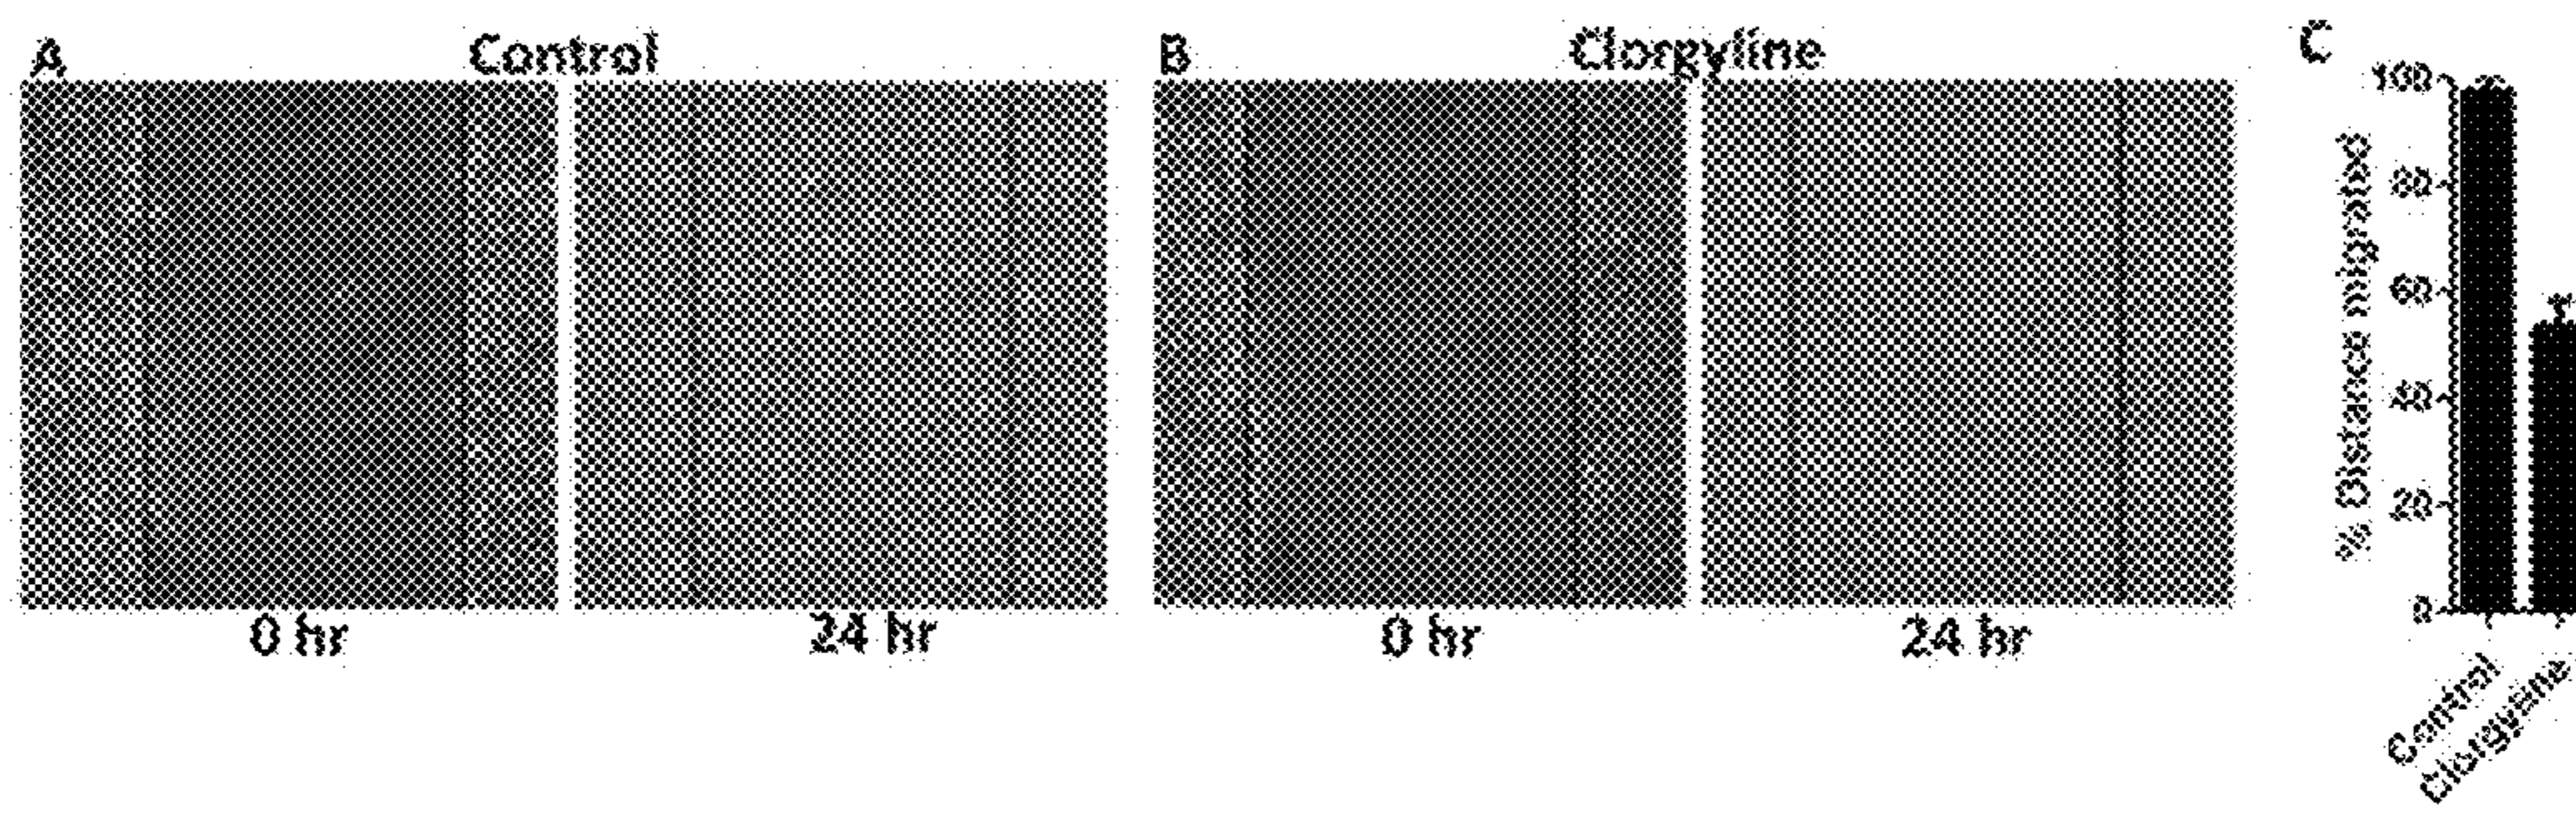 A Control
0 hr 24 hr
B Clorgyline
0 hr 24 hr
C
% Distance migrated
100
80
60
40
20
0
Control
Clorgyline